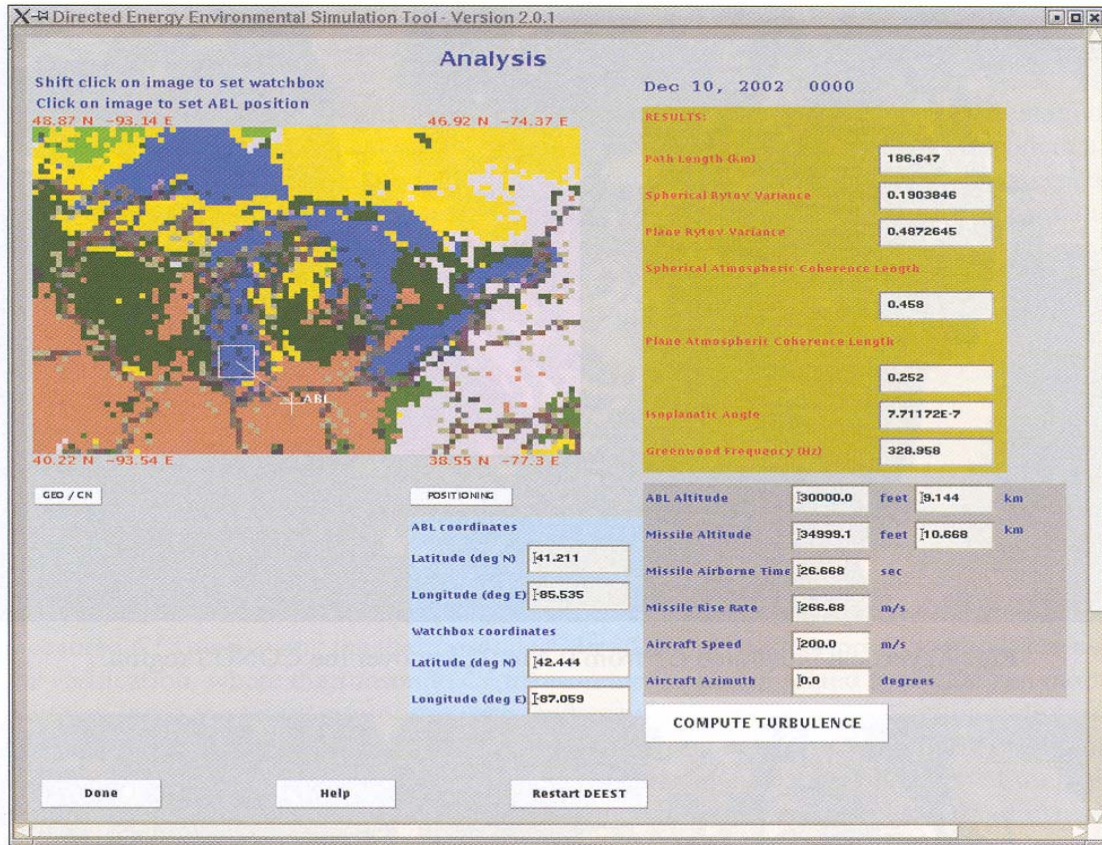 Directed Energy Environmental Simulation Tool - Version 2.0.1
Analysis
Shift click on image to set watchbox
Click on image to set ABL position
48.87 N -93.14 E
46.92 N -74.37 E
ABL
40.22 N -93.54 E
38.55 N -77.3 E
GEO / CN
POSITIONING
ABL coordinates
Latitude (deg N) 41.211
Longitude (deg E) -85.535
Watchbox coordinates
Latitude (deg N) 42.444
Longitude (deg E) -87.059
Dec 10, 2002 0000
RESULTS:
Path Length (km) 186.647
Spherical Rytov Variance 0.1903846
Plane Rytov Variance 0.4872645
Spherical Atmospheric Coherence Length
0.458
Plane Atmospheric Coherence Length
0.252
Isoplanatic Angle 7.71172E-7
Greenwood Frequency (Hz) 328.958
ABL Altitude 30000.0 feet 9.144 km
Missile Altitude 34999.1 feet 10.668 km
Missile Airborne Time 26.668 sec
Missile Rise Rate 266.68 m/s
Aircraft Speed 200.0 m/s
Aircraft Azimuth 0.0 degrees
COMPUTE TURBULENCE
Done
Help
Restart DEEST